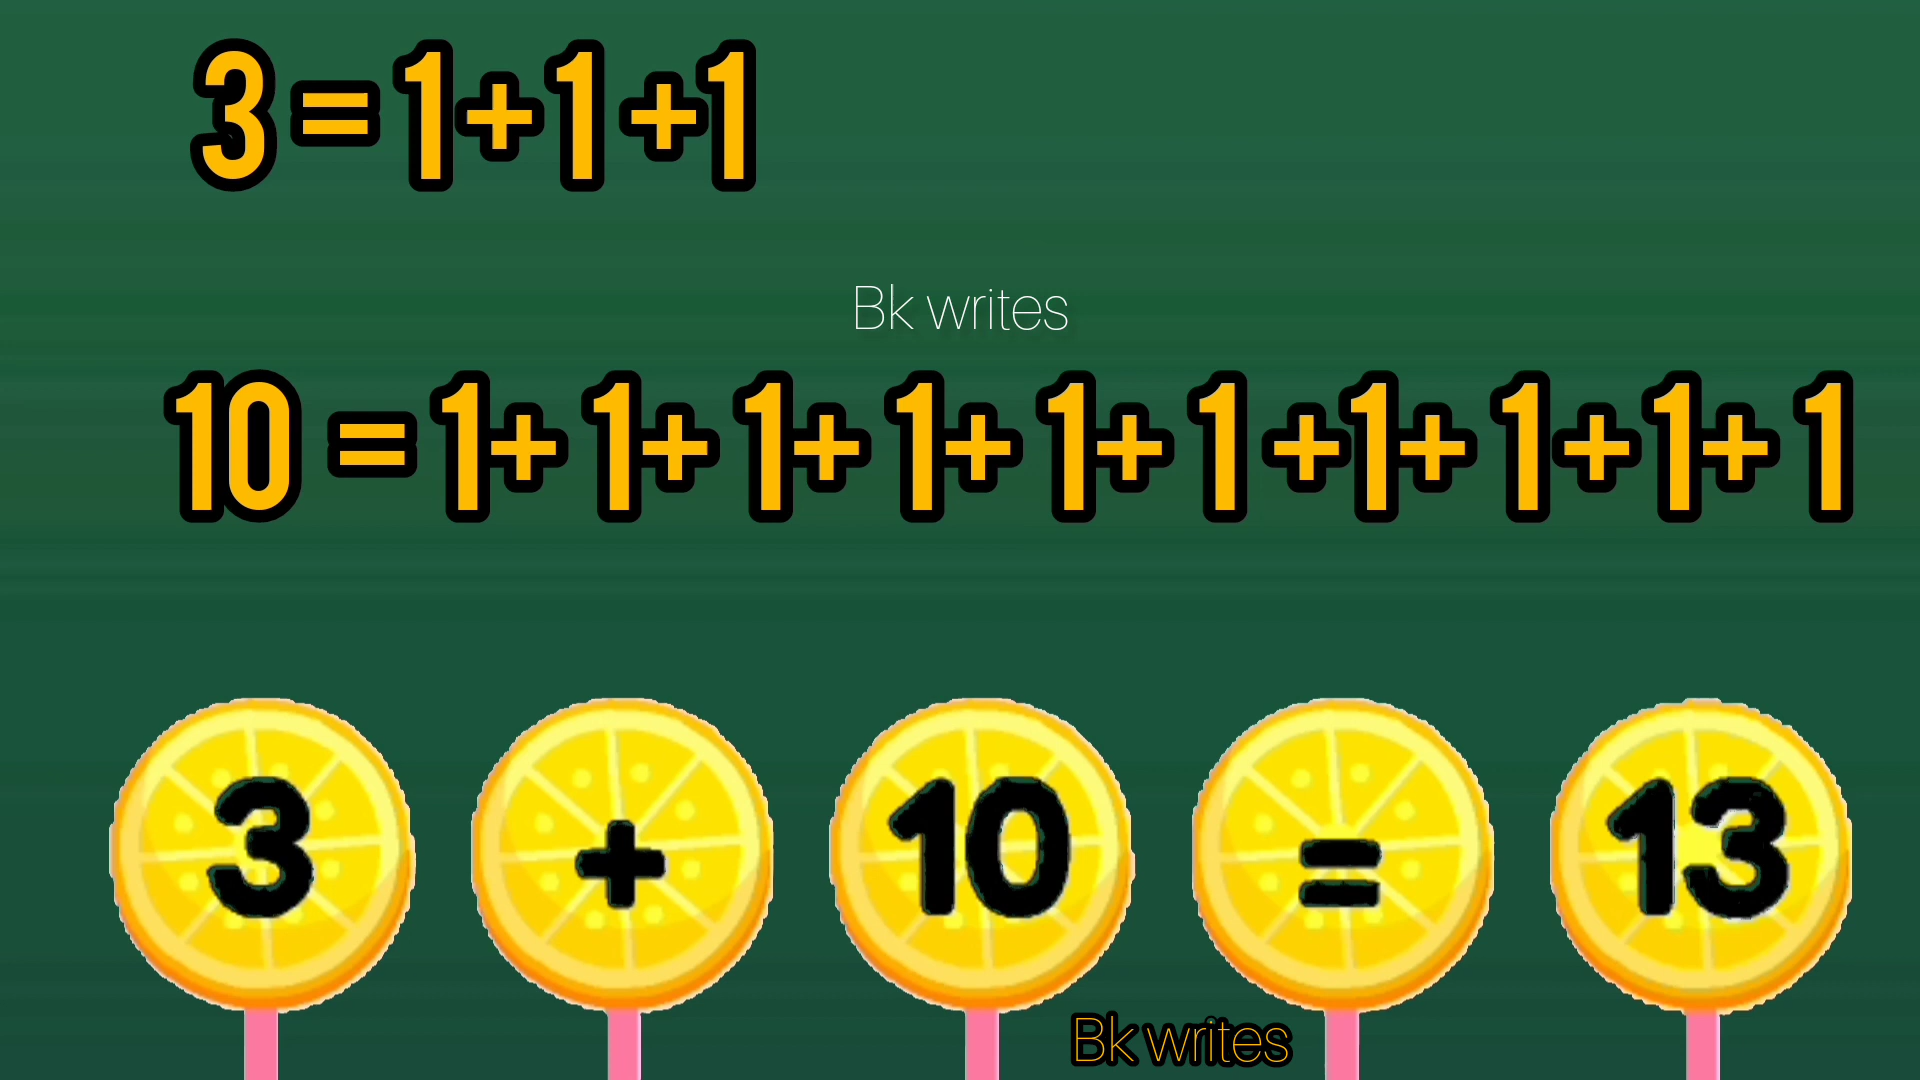 3 = 1+1+1
Bk writes
10 = 1+ 1+ 1+ 1+ 1+ 1 +1+ 1+1+ 1
3 + 10 = 13
Bk writes